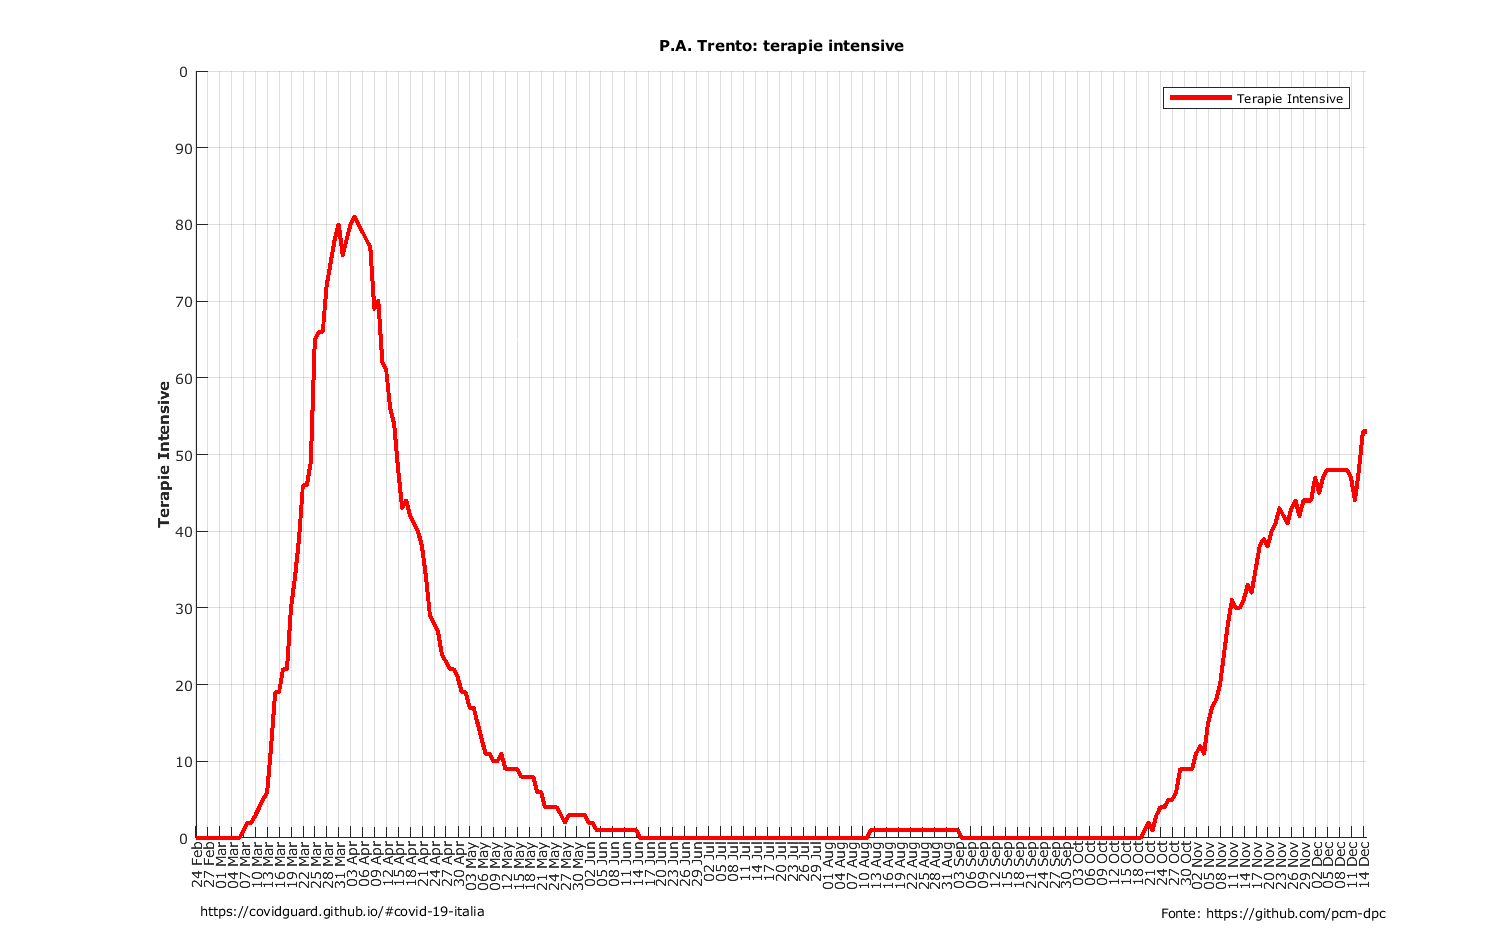 P.A. Trento: terapie intensive
Terapie Intensive
Terapie Intensive
0
90
80
70
60
50
40
30
20
10
0
24 Feb
27 Feb
01 Mar
04 Mar
07 Mar
10 Mar
13 Mar
16 Mar
19 Mar
22 Mar
25 Mar
28 Mar
31 Mar
03 Apr
06 Apr
09 Apr
12 Apr
15 Apr
18 Apr
21 Apr
24 Apr
27 Apr
30 Apr
03 May
06 May
09 May
12 May
15 May
18 May
21 May
24 May
27 May
30 May
02 Jun
05 Jun
08 Jun
11 Jun
14 Jun
17 Jun
20 Jun
23 Jun
26 Jun
29 Jun
02 Jul
05 Jul
08 Jul
11 Jul
14 Jul
17 Jul
20 Jul
23 Jul
26 Jul
29 Jul
01 Aug
04 Aug
07 Aug
10 Aug
13 Aug
16 Aug
19 Aug
22 Aug
25 Aug
28 Aug
31 Aug
03 Sep
06 Sep
09 Sep
12 Sep
15 Sep
18 Sep
21 Sep
24 Sep
27 Sep
30 Sep
03 Oct
06 Oct
09 Oct
12 Oct
15 Oct
18 Oct
21 Oct
24 Oct
27 Oct
30 Oct
02 Nov
05 Nov
08 Nov
11 Nov
14 Nov
17 Nov
20 Nov
23 Nov
26 Nov
29 Nov
02 Dec
05 Dec
08 Dec
11 Dec
14 Dec
https://covidguard.github.io/#covid-19-italia
Fonte: https://github.com/pcm-dpc